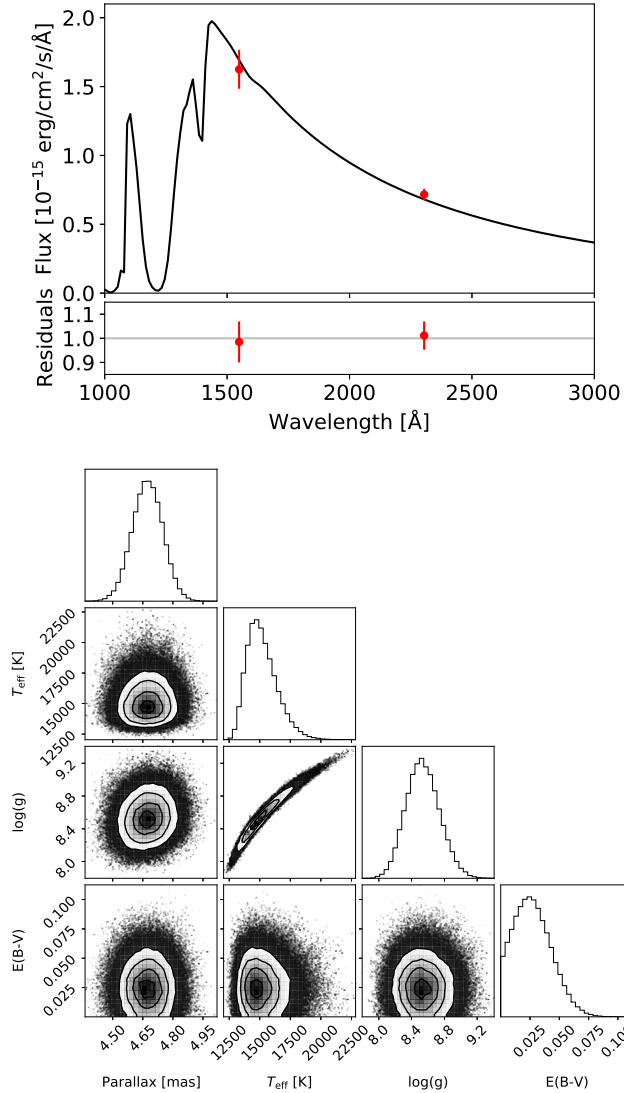 2.0
1.5
1.0
0.5
0.0
Flux [10⁻¹⁵ erg/cm²/s/Å]
1.1
1.0
0.9
Residuals
1000 1500 2000 2500 3000
Wavelength [Å]
22500
20000
17500
15000
12500
T_eff [K]
9.2
8.8
8.4
8.0
log(g)
0.100
0.075
0.050
0.025
E(B-V)
4.50 4.65 4.80 4.95 12500 15000 17500 20000 22500 8.0 8.4 8.8 9.2 0.025 0.050 0.075 0.100
Parallax [mas] T_eff [K] log(g) E(B-V)